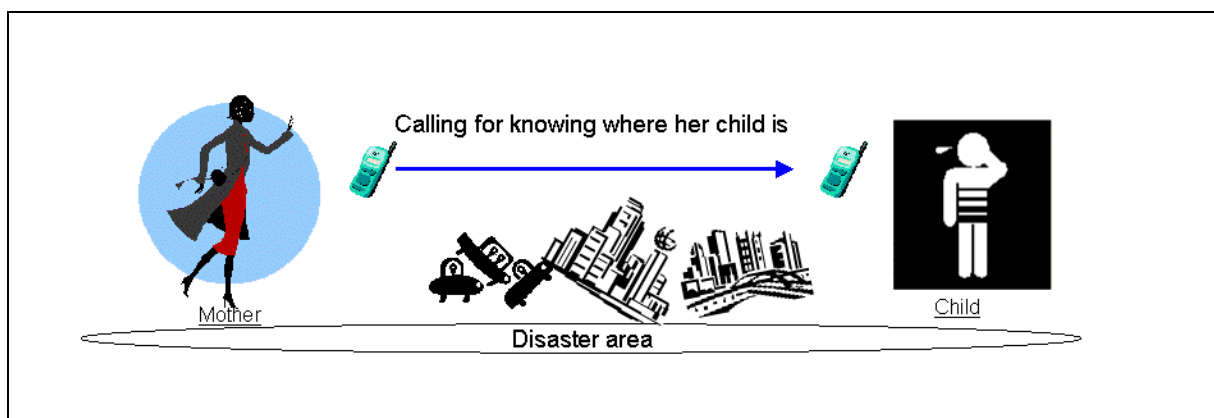 Calling for knowing where her child is
Mother
Child
Disaster area